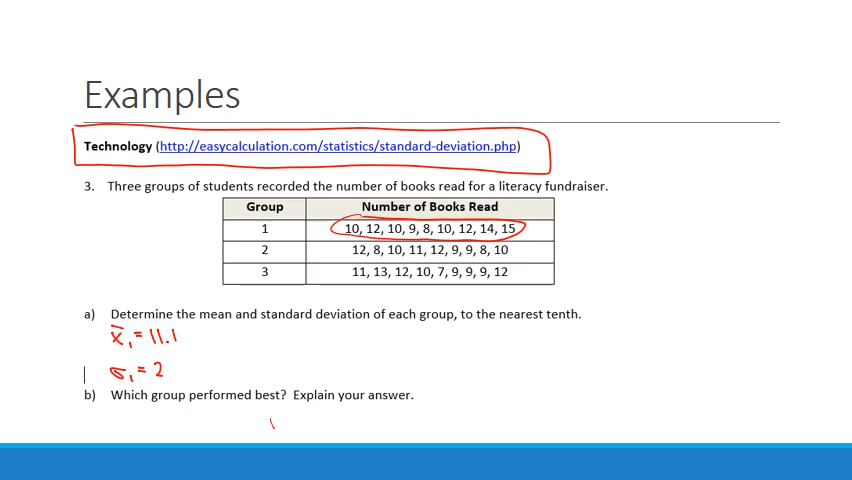 Examples
Technology (http://easycalculation.com/statistics/standard-deviation.php)
3. Three groups of students recorded the number of books read for a literacy fundraiser.
Group Number of Books Read
1 10, 12, 10, 9, 8, 10, 12, 14, 15
2 12, 8, 10, 11, 12, 9, 9, 8, 10
3 11, 13, 12, 10, 7, 9, 9, 9, 12
a) Determine the mean and standard deviation of each group, to the nearest tenth.
x̄₁ = 11.1
σ₁ = 2
b) Which group performed best? Explain your answer.